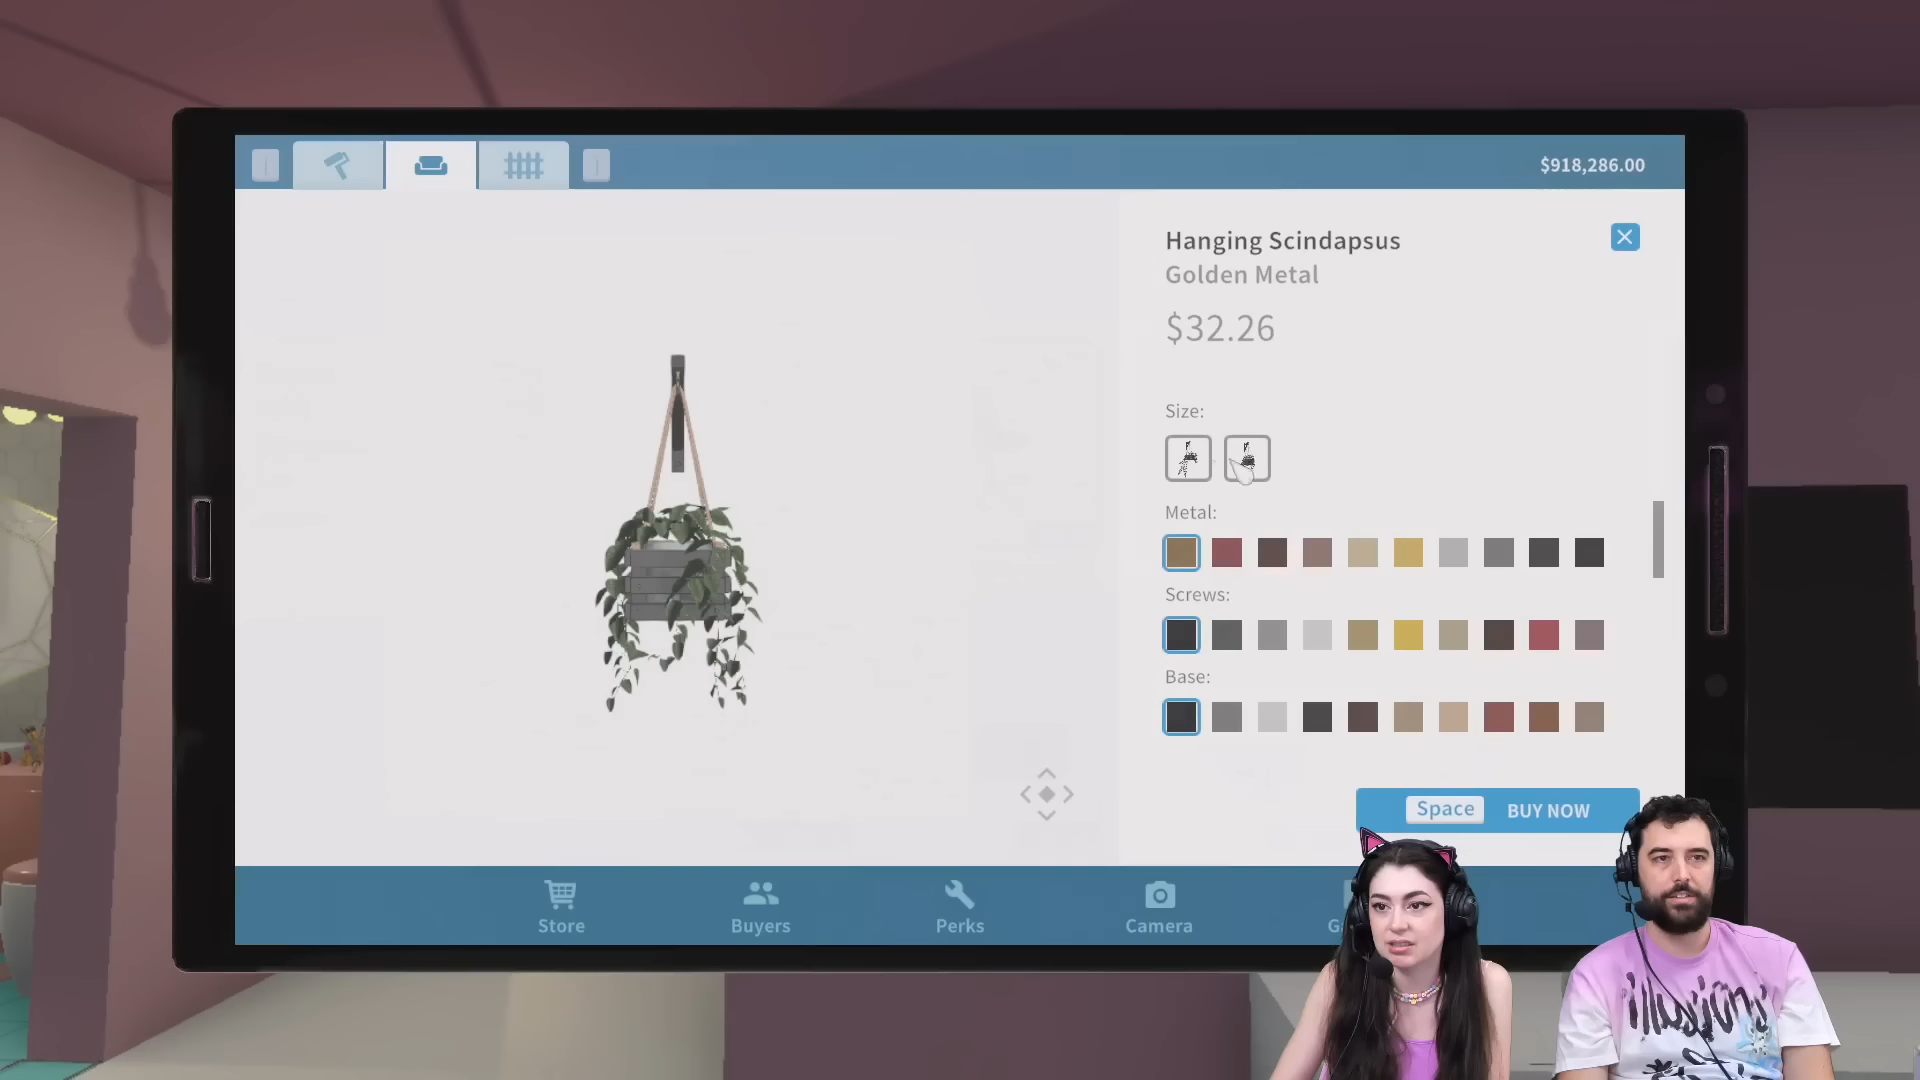 $918,286.00
Hanging Scindapsus
Golden Metal
$32.26
Size:
Metal:
Screws:
Base:
Space BUY NOW
Store
Buyers
Perks
Camera